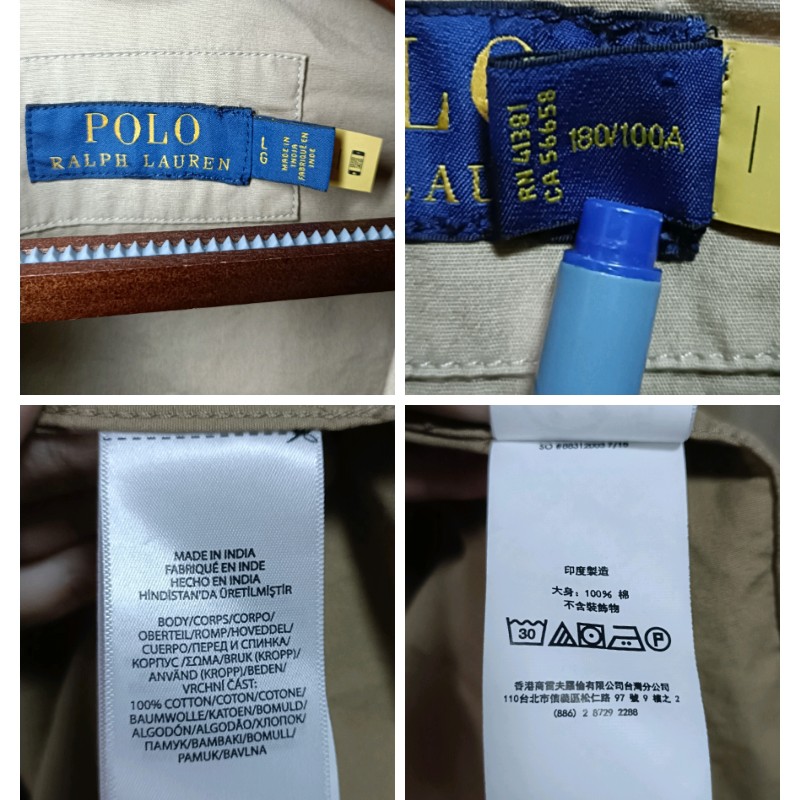 POLO
RALPH LAUREN
L
G
MADE IN
INDIA
FABRIQUÉ EN
INDE
RN 41381
CA 56658
180/100A
MADE IN INDIA
FABRIQUÉ EN INDE
HECHO EN INDIA
HİNDİSTAN'DA ÜRETİLMİŞTİR
BODY/CORPS/CORPO/
OBERTEIL/ROMP/HOVEDDEL/
CUERPO/ПЕРЕД И СПИНКА/
КОРПУС /ΣΩΜΑ/BRUK (KROPP)/
ANVÄND (KROPP)/BEDEN/
VRCHNÍ ČÁST:
100% COTTON/COTON/COTONE/
BAUMWOLLE/KATOEN/BOMULD/
ALGODÓN/ALGODÃO/ХЛОПОК/
ПАМУК/ΒΑΜΒΑΚΙ/BOMULL/
PAMUK/BAVLNA
SO #88312003 7/18
印度製造
大身：100% 棉
不含裝飾物
30
P
香港商雷夫羅倫有限公司台灣分公司
110台北市信義區松仁路 97 號 9 樓之 2
(886) 2 8729 2288